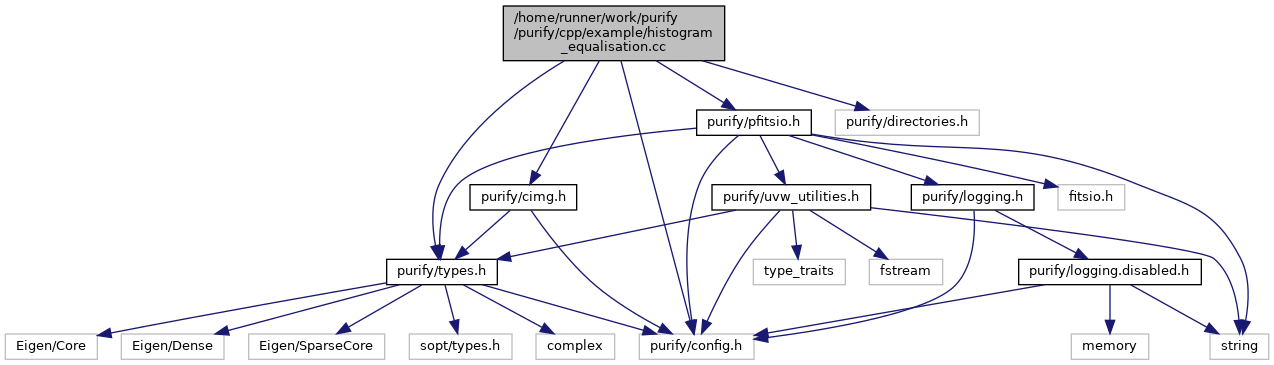 /home/runner/work/purify
/purify/cpp/example/histogram
_equalisation.cc
purify/pfitsio.h
purify/directories.h
purify/cimg.h
purify/uvw_utilities.h
purify/logging.h
fitsio.h
purify/types.h
type_traits
fstream
purify/logging.disabled.h
Eigen/Core
Eigen/Dense
Eigen/SparseCore
sopt/types.h
complex
purify/config.h
memory
string